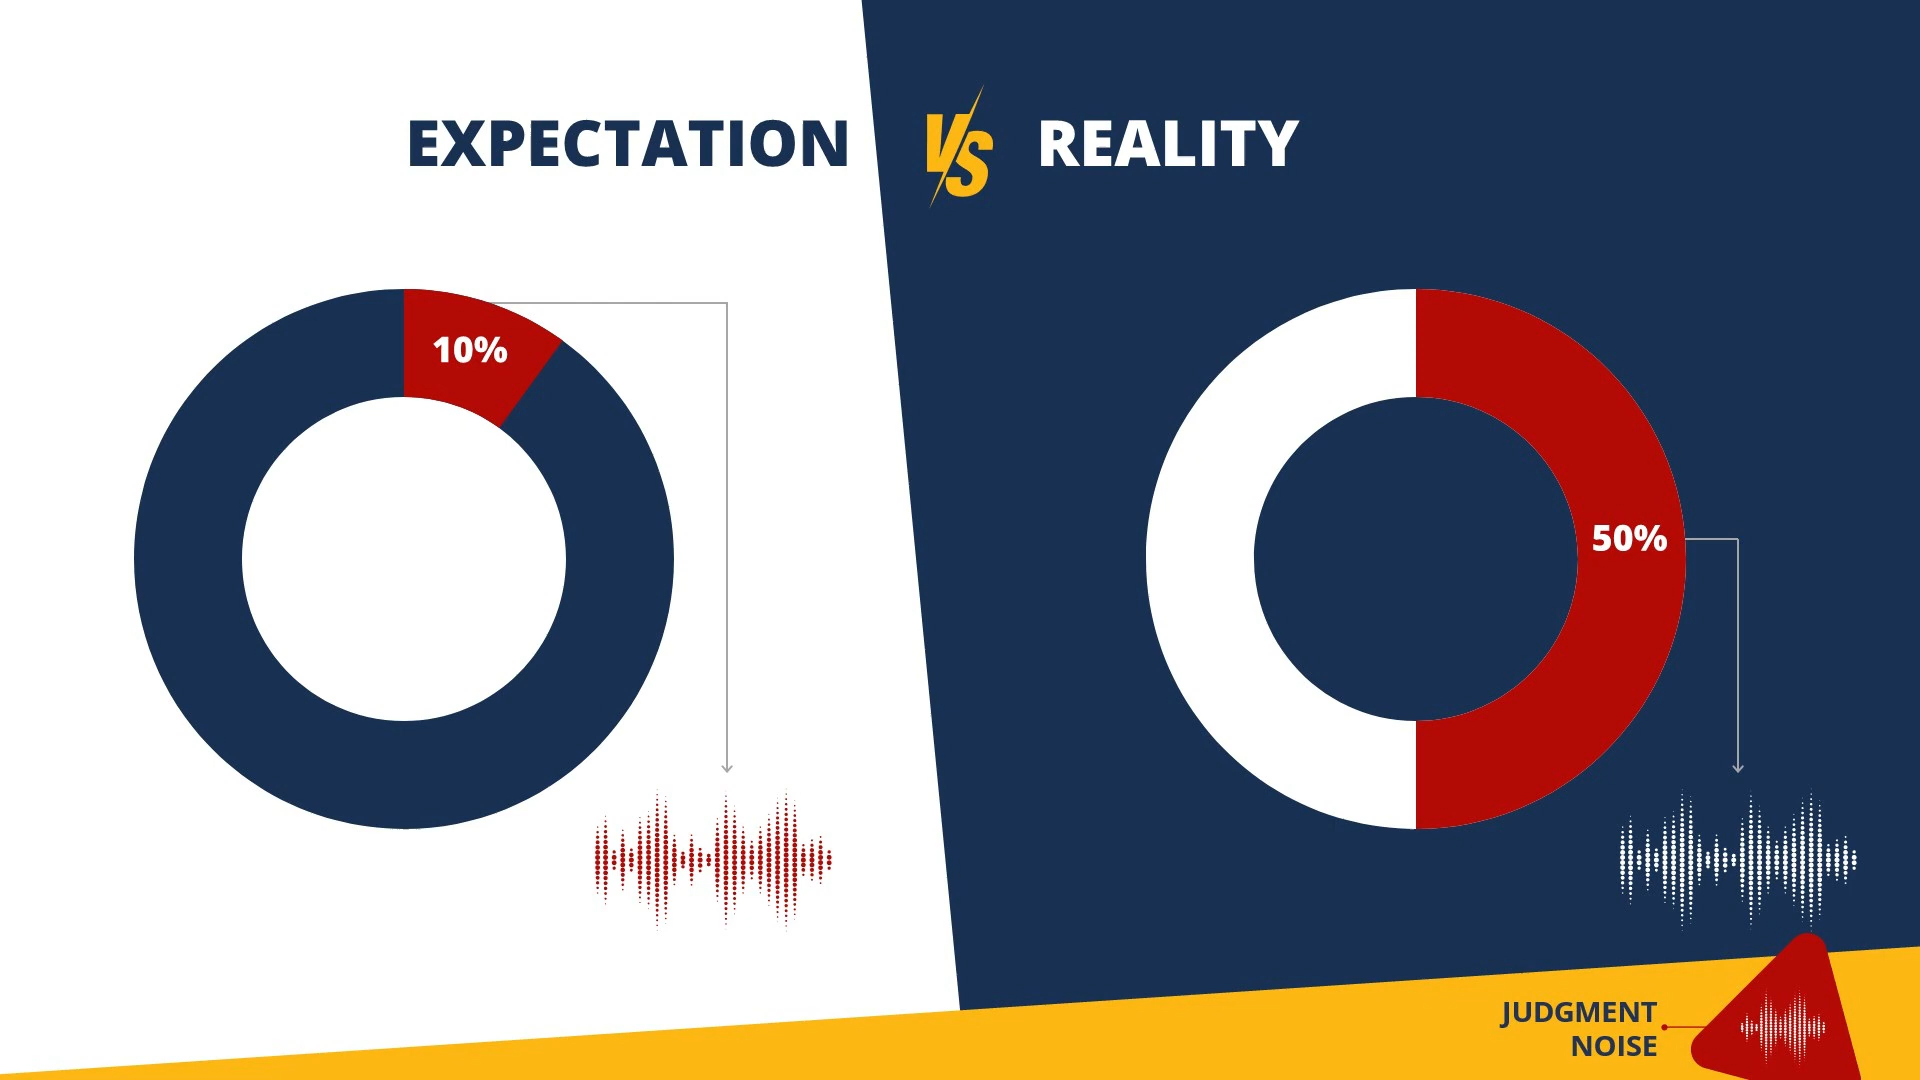 EXPECTATION
VS
REALITY
10%
50%
JUDGMENT
NOISE